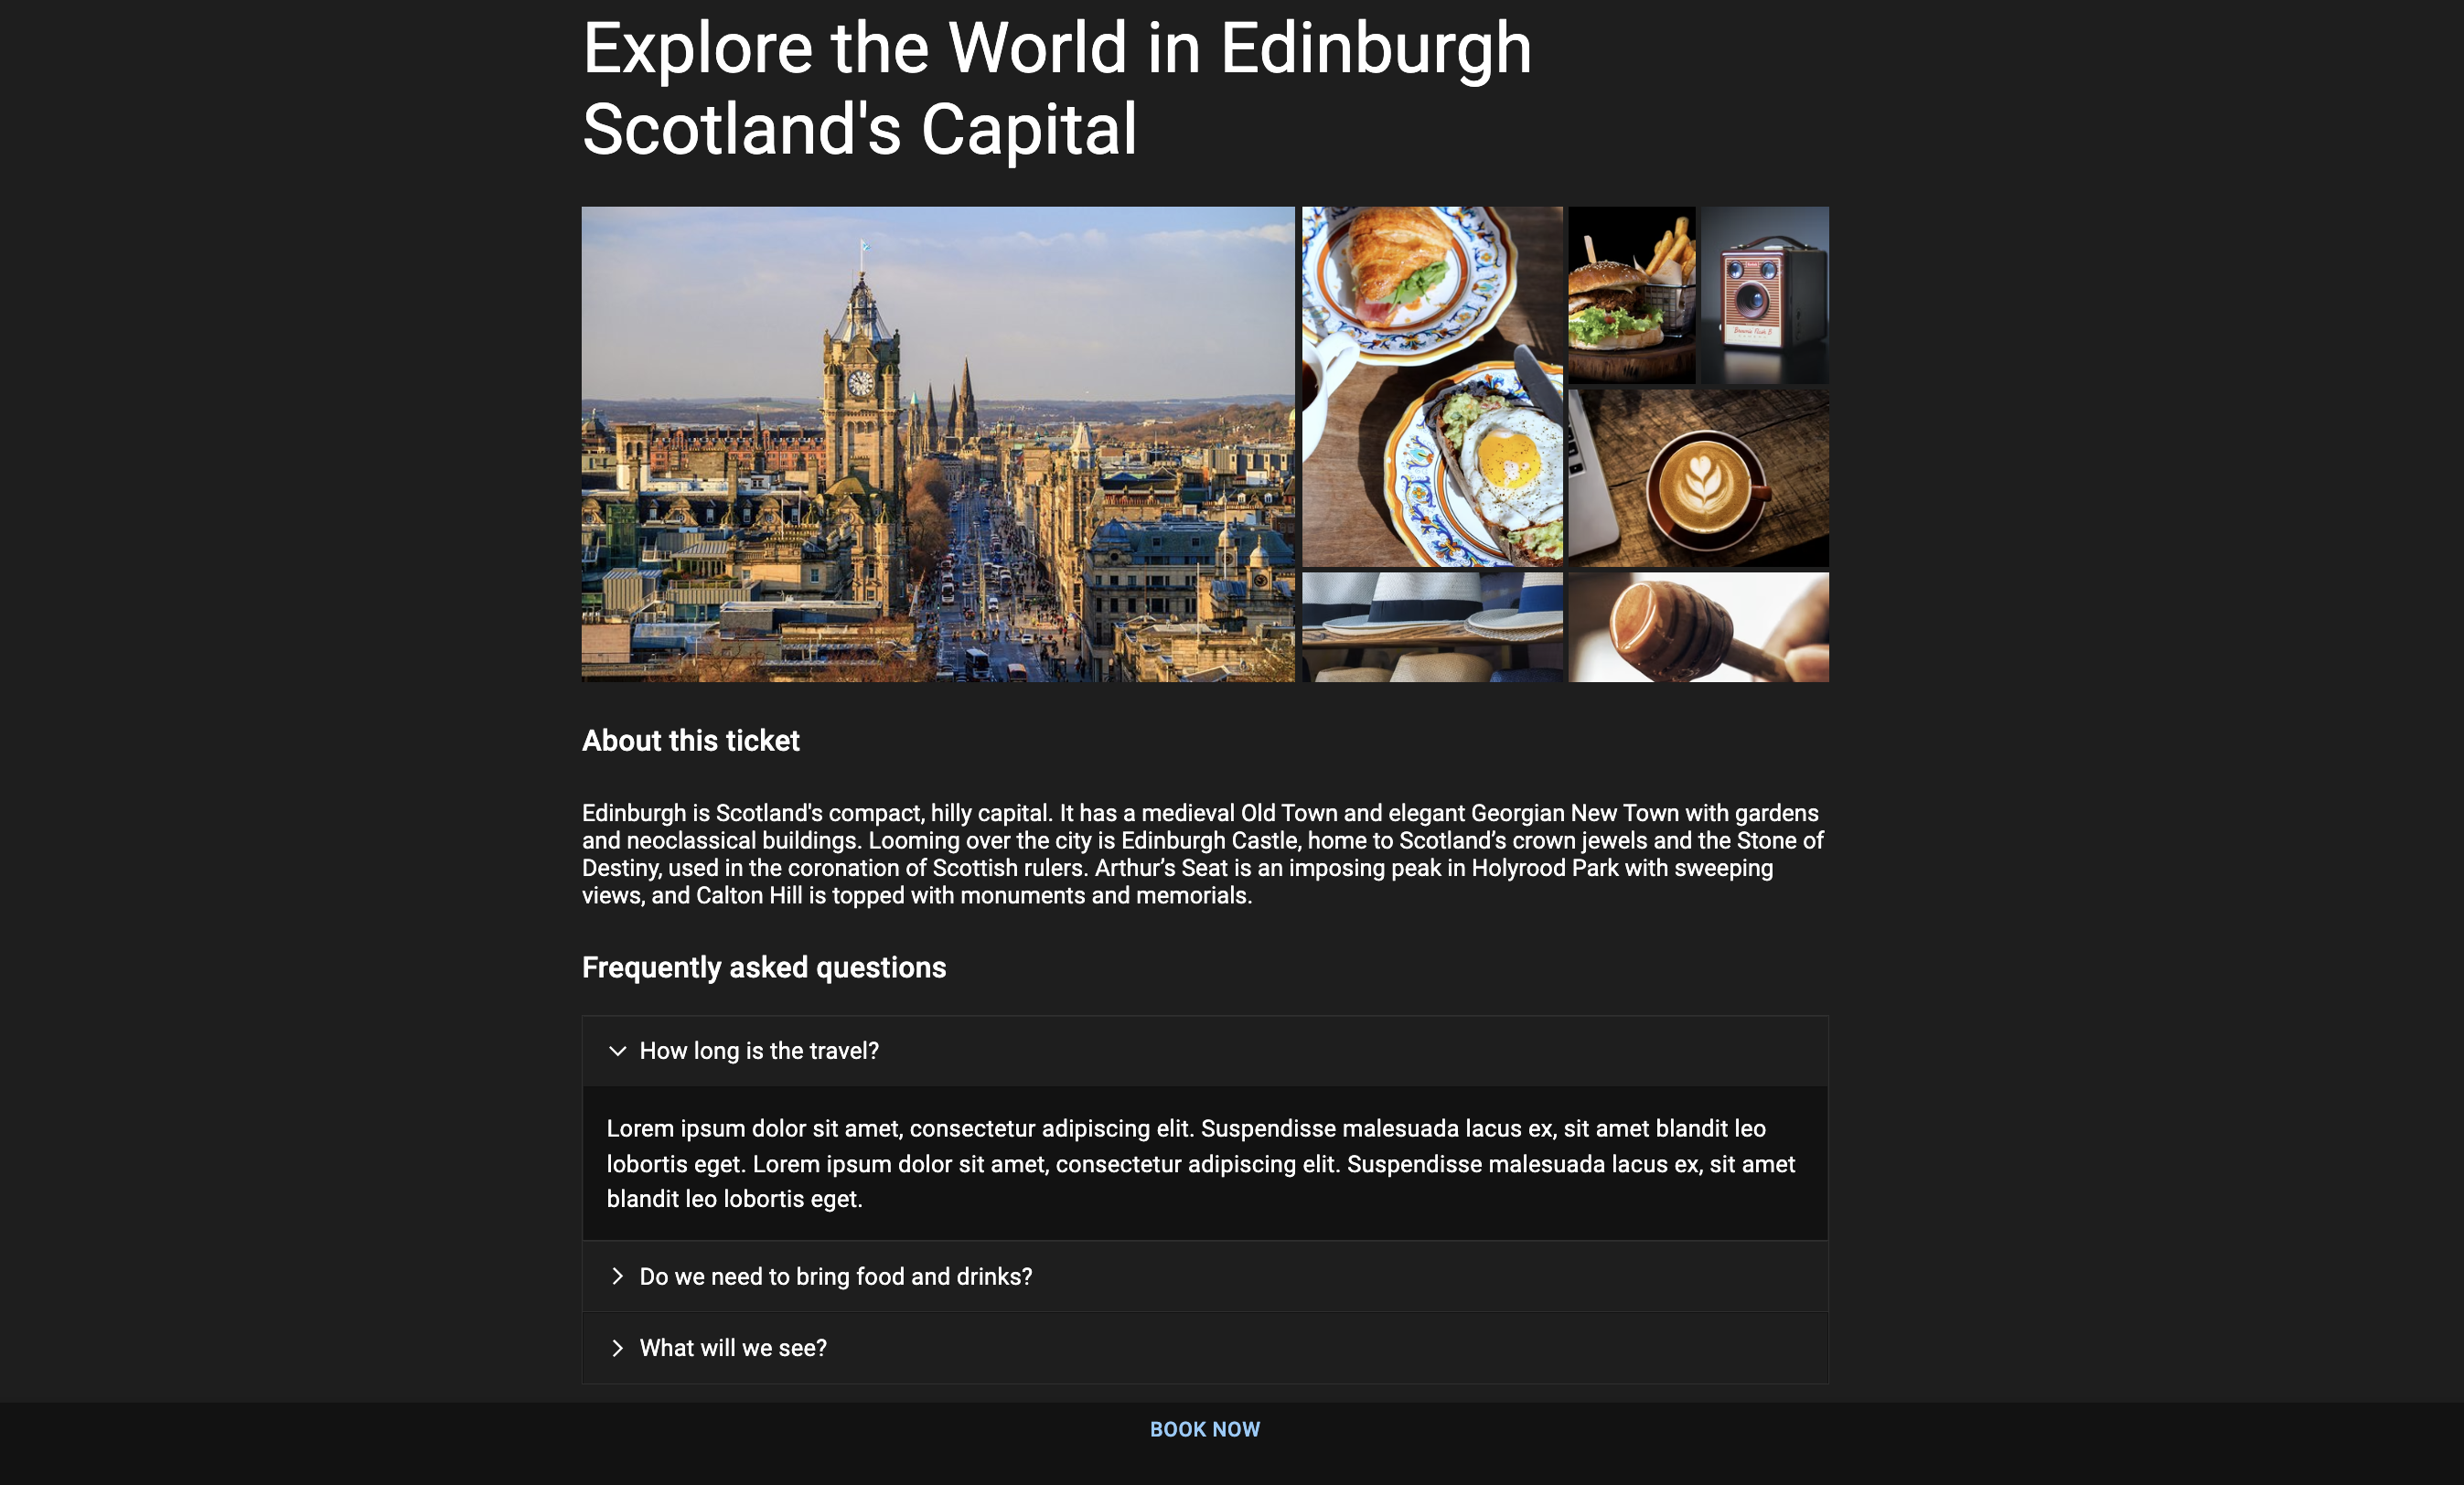 Explore the World in Edinburgh
Scotland's Capital
Brownie Flash B
About this ticket
Edinburgh is Scotland's compact, hilly capital. It has a medieval Old Town and elegant Georgian New Town with gardens
and neoclassical buildings. Looming over the city is Edinburgh Castle, home to Scotland’s crown jewels and the Stone of
Destiny, used in the coronation of Scottish rulers. Arthur’s Seat is an imposing peak in Holyrood Park with sweeping
views, and Calton Hill is topped with monuments and memorials.
Frequently asked questions
How long is the travel?
Lorem ipsum dolor sit amet, consectetur adipiscing elit. Suspendisse malesuada lacus ex, sit amet blandit leo
lobortis eget. Lorem ipsum dolor sit amet, consectetur adipiscing elit. Suspendisse malesuada lacus ex, sit amet
blandit leo lobortis eget.
Do we need to bring food and drinks?
What will we see?
BOOK NOW